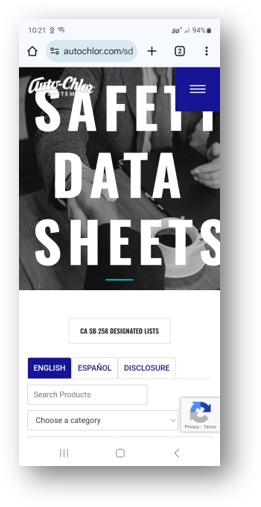 10:21
5G 94%
autochlor.com/sd
2
Auto-Chlor
SYSTEM
SAFETY
DATA
SHEETS
CA SB 258 DESIGNATED LISTS
ENGLISH ESPAÑOL DISCLOSURE
Search Products
Choose a category
Privacy - Terms